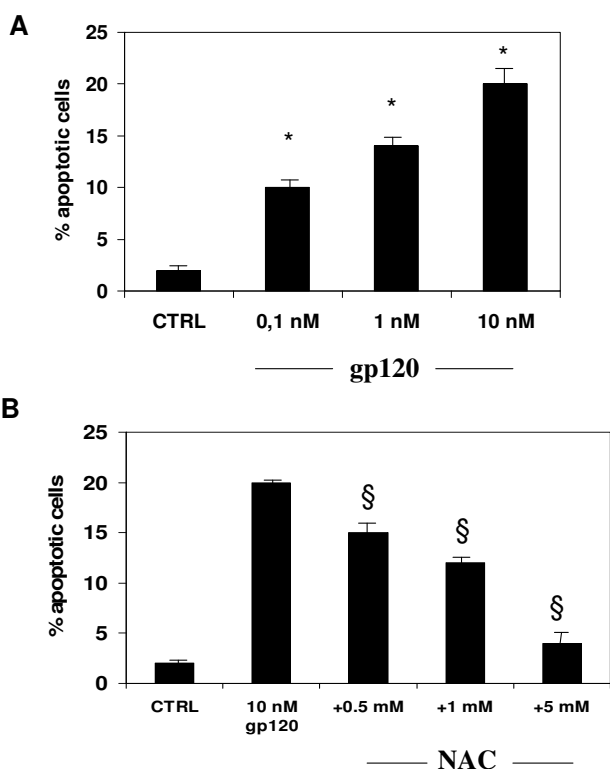 A
% apoptotic cells
25
20
15
10
5
0
*
*
*
CTRL 0,1 nM 1 nM 10 nM
gp120
B
% apoptotic cells
25
20
15
10
5
0
§
§
§
CTRL 10 nM +0.5 mM +1 mM +5 mM
gp120
NAC